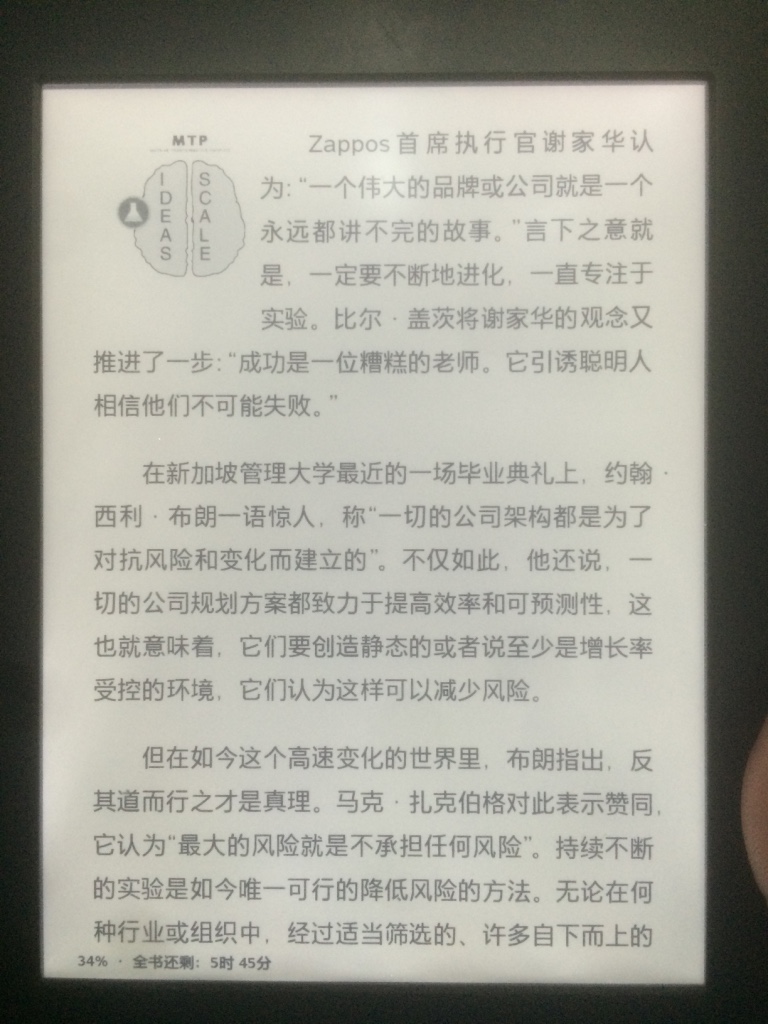 MTP
IDEAS
SCALE
Zappos首席执行官谢家华认
为：“一个伟大的品牌或公司就是一个
永远都讲不完的故事。”言下之意就
是，一定要不断地进化，一直专注于
实验。比尔·盖茨将谢家华的观念又
推进了一步：“成功是一位糟糕的老师。它引诱聪明人
相信他们不可能失败。”
在新加坡管理大学最近的一场毕业典礼上，约翰·
西利·布朗一语惊人，称“一切的公司架构都是为了
对抗风险和变化而建立的”。不仅如此，他还说，一
切的公司规划方案都致力于提高效率和可预测性，这
也就意味着，它们要创造静态的或者说至少是增长率
受控的环境，它们认为这样可以减少风险。
但在如今这个高速变化的世界里，布朗指出，反
其道而行之才是真理。马克·扎克伯格对此表示赞同，
它认为“最大的风险就是不承担任何风险”。持续不断
的实验是如今唯一可行的降低风险的方法。无论在何
种行业或组织中，经过适当筛选的、许多自下而上的
34% · 全书还剩：5时 45分